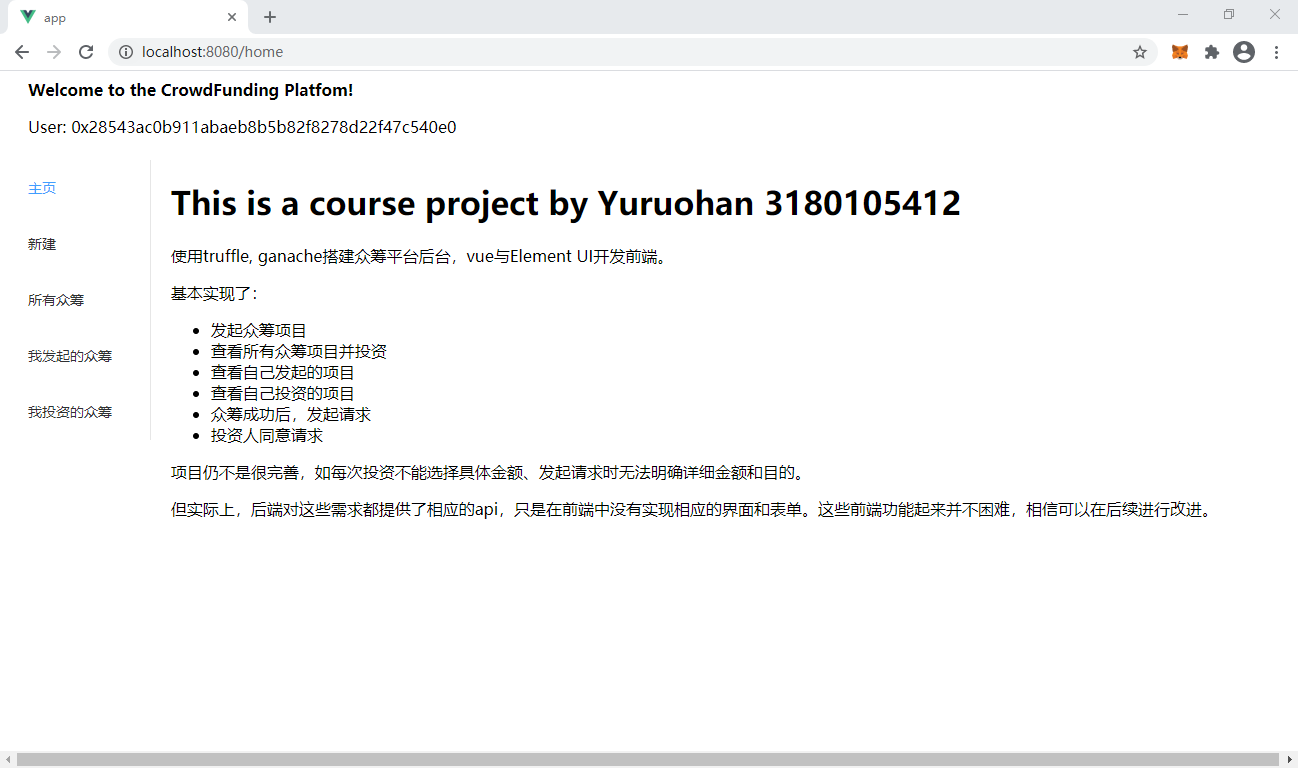 app
localhost:8080/home
Welcome to the CrowdFunding Platfom!
User: 0x28543ac0b911abaeb8b5b82f8278d22f47c540e0
主页
新建
所有众筹
我发起的众筹
我投资的众筹
This is a course project by Yuruohan 3180105412
使用truffle, ganache搭建众筹平台后台，vue与Element UI开发前端。
基本实现了：
发起众筹项目
查看所有众筹项目并投资
查看自己发起的项目
查看自己投资的项目
众筹成功后，发起请求
投资人同意请求
项目仍不是很完善，如每次投资不能选择具体金额、发起请求时无法明确详细金额和目的。
但实际上，后端对这些需求都提供了相应的api，只是在前端中没有实现相应的界面和表单。这些前端功能起来并不困难，相信可以在后续进行改进。